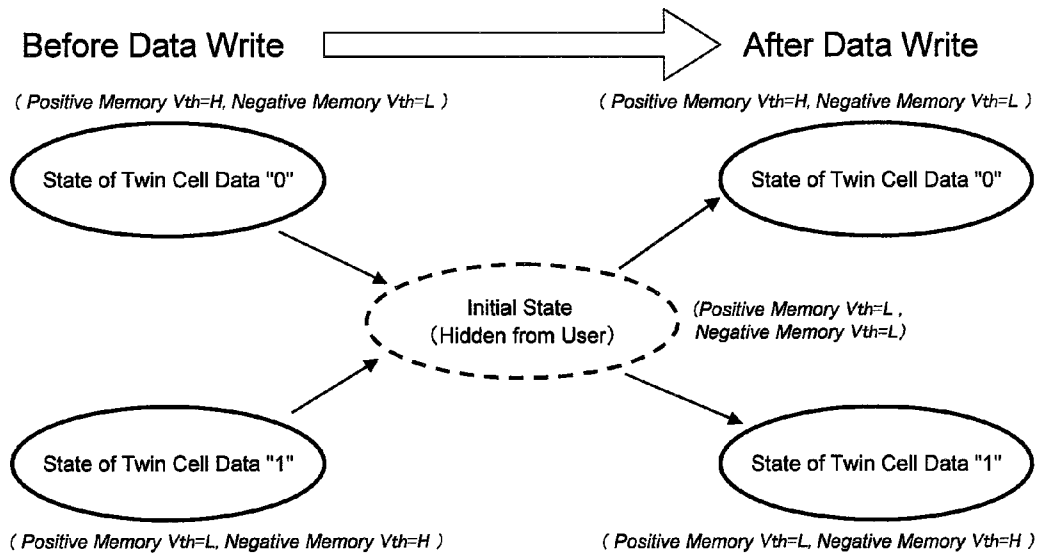 Before Data Write
After Data Write
( Positive Memory Vth=H, Negative Memory Vth=L )
( Positive Memory Vth=H, Negative Memory Vth=L )
State of Twin Cell Data "0"
State of Twin Cell Data "0"
Initial State
(Hidden from User)
(Positive Memory Vth=L ,
Negative Memory Vth=L)
State of Twin Cell Data "1"
State of Twin Cell Data "1"
( Positive Memory Vth=L, Negative Memory Vth=H )
( Positive Memory Vth=L, Negative Memory Vth=H )